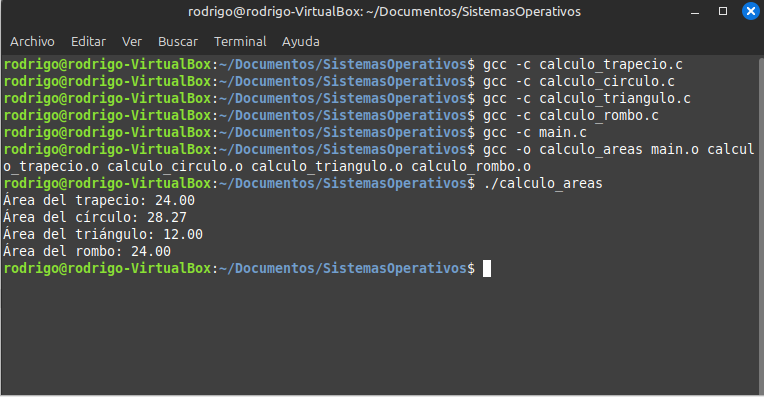 rodrigo@rodrigo-VirtualBox: ~/Documentos/SistemasOperativos
Archivo Editar Ver Buscar Terminal Ayuda
rodrigo@rodrigo-VirtualBox:~/Documentos/SistemasOperativos$ gcc -c calculo_trapecio.c
rodrigo@rodrigo-VirtualBox:~/Documentos/SistemasOperativos$ gcc -c calculo_circulo.c
rodrigo@rodrigo-VirtualBox:~/Documentos/SistemasOperativos$ gcc -c calculo_triangulo.c
rodrigo@rodrigo-VirtualBox:~/Documentos/SistemasOperativos$ gcc -c calculo_rombo.c
rodrigo@rodrigo-VirtualBox:~/Documentos/SistemasOperativos$ gcc -c main.c
rodrigo@rodrigo-VirtualBox:~/Documentos/SistemasOperativos$ gcc -o calculo_areas main.o calcul
o_trapecio.o calculo_circulo.o calculo_triangulo.o calculo_rombo.o
rodrigo@rodrigo-VirtualBox:~/Documentos/SistemasOperativos$ ./calculo_areas
Área del trapecio: 24.00
Área del círculo: 28.27
Área del triángulo: 12.00
Área del rombo: 24.00
rodrigo@rodrigo-VirtualBox:~/Documentos/SistemasOperativos$